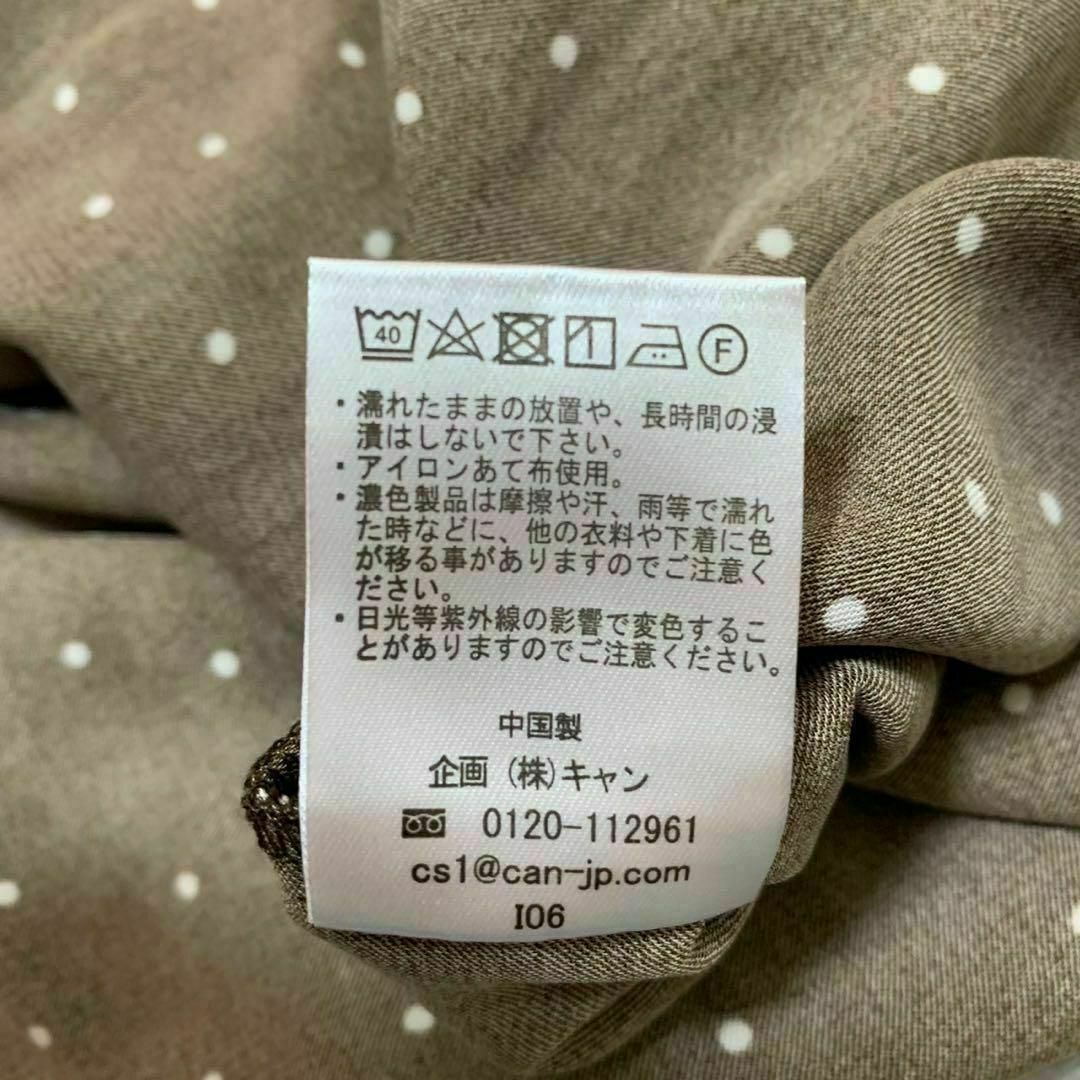 40 F
・濡れたままの放置や、長時間の浸
漬はしないで下さい。
・アイロンあて布使用。
・濃色製品は摩擦や汗、雨等で濡れ
た時などに、他の衣料や下着に色
が移る事がありますのでご注意く
ださい。
・日光等紫外線の影響で変色するこ
とがありますのでご注意ください。
中国製
企画(株)キャン
0120-112961
cs1@can-jp.com
I06